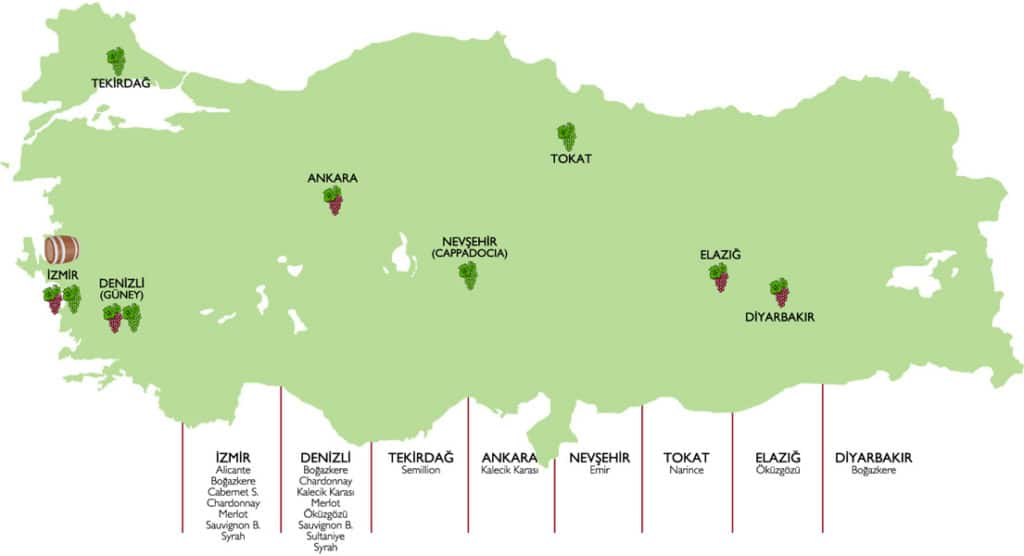 TEKİRDAĞ
ANKARA
TOKAT
NEVŞEHİR
(CAPPADOCIA)
ELAZIĞ
DİYARBAKIR
İZMİR
DENİZLİ
(GÜNEY)
İZMİR
Alicante
Boğazkere
Cabernet S.
Chardonnay
Merlot
Sauvignon B.
Syrah
DENİZLİ
Boğazkere
Chardonnay
Kalecik Karası
Merlot
Öküzgözü
Sauvignon B.
Sultaniye
Syrah
TEKİRDAĞ
Semillion
ANKARA
Kalecik Karası
NEVŞEHİR
Emir
TOKAT
Narince
ELAZIĞ
Öküzgözü
DİYARBAKIR
Boğazkere